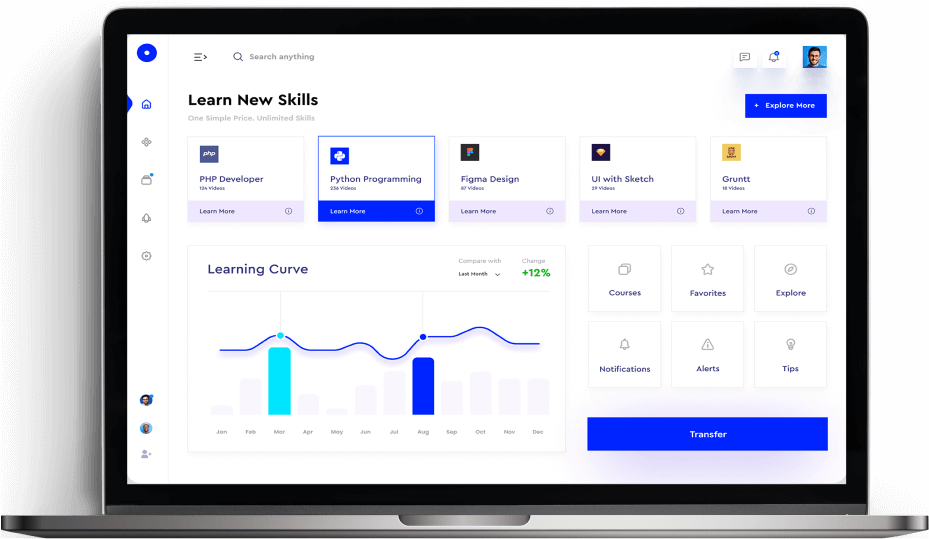 Search anything
Learn New Skills
One Simple Price. Unlimited Skills
+ Explore More
php
PHP Developer
134 Videos
Learn More
Python Programming
236 Videos
Learn More
Figma Design
87 Videos
Learn More
UI with Sketch
29 Videos
Learn More
Gruntt
18 Videos
Learn More
Learning Curve
Compare with
Last Month
Change
+12%
Jan Feb Mar Apr May Jun Jul Aug Sep Oct Nov Dec
Courses
Favorites
Explore
Notifications
Alerts
Tips
Transfer